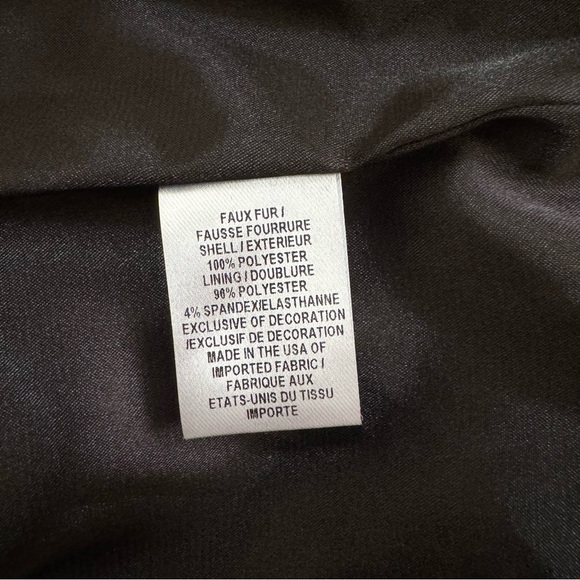 FAUX FUR /
FAUSSE FOURRURE
SHELL / EXTERIEUR
100% POLYESTER
LINING / DOUBLURE
96% POLYESTER
4% SPANDEX/ELASTHANNE
EXCLUSIVE OF DECORATION
/EXCLUSIF DE DECORATION
MADE IN THE USA OF
IMPORTED FABRIC /
FABRIQUE AUX
ETATS-UNIS DU TISSU
IMPORTE